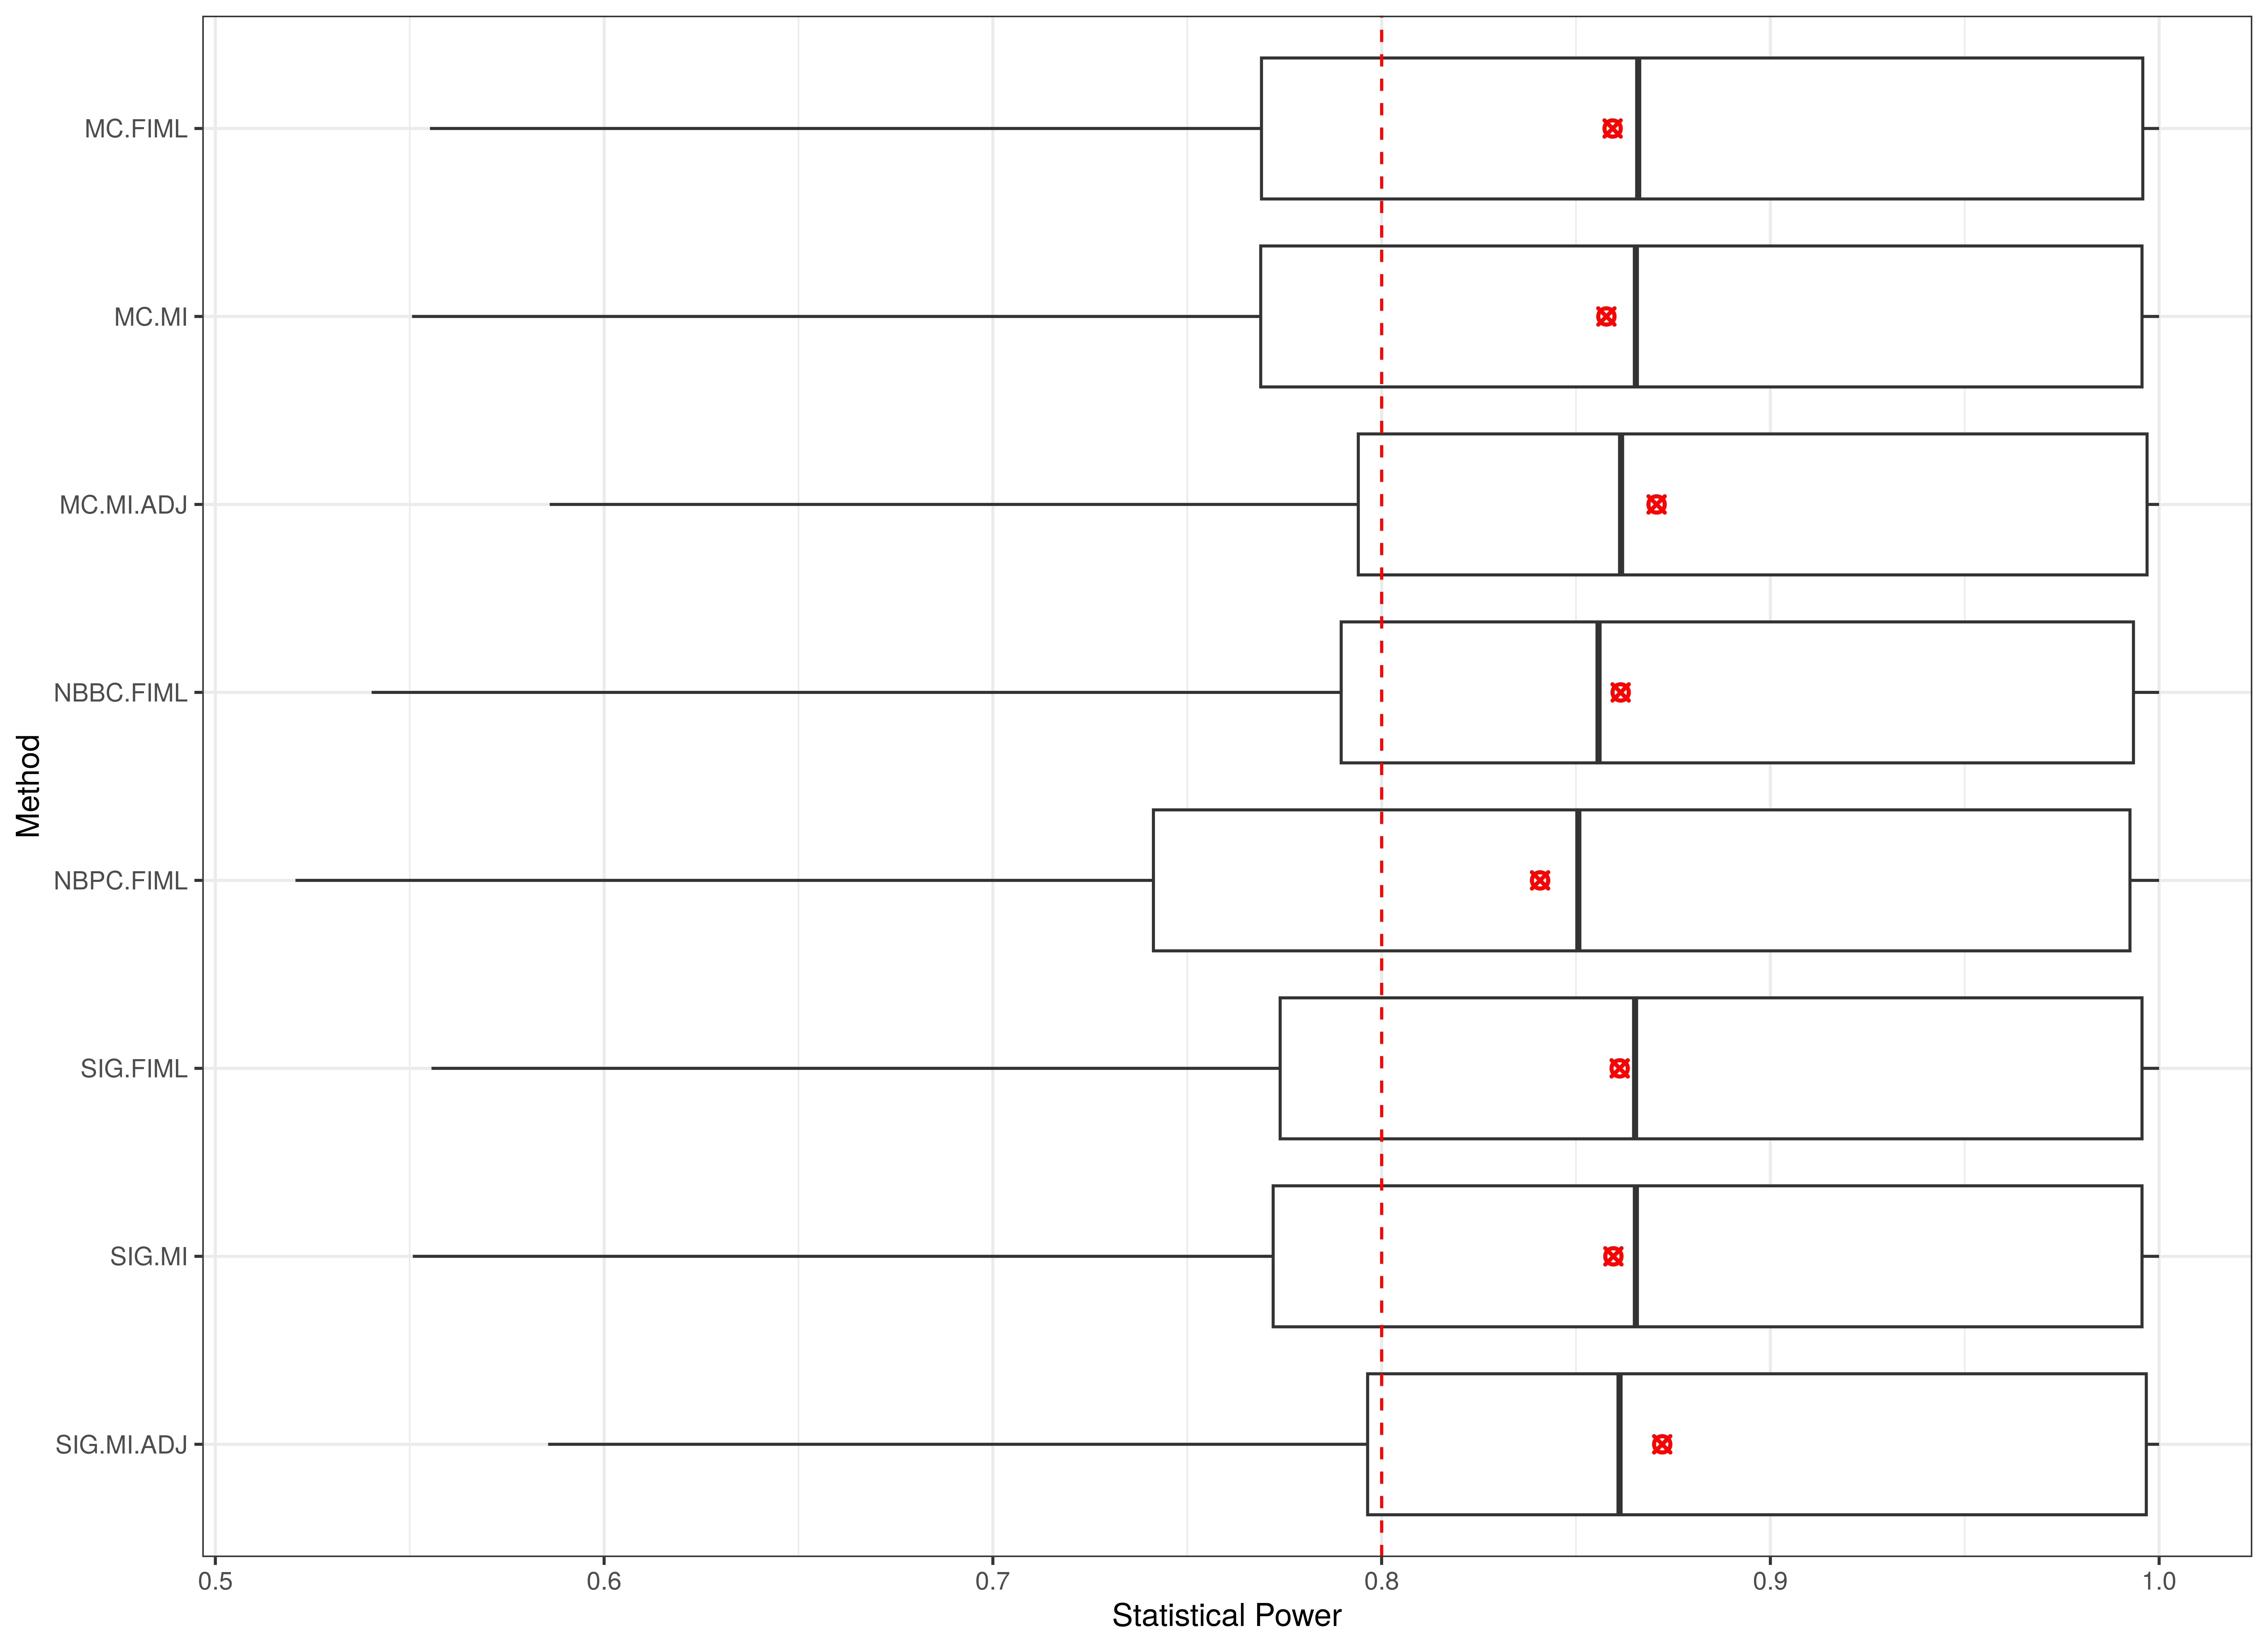 Method
MC.FIML
MC.MI
MC.MI.ADJ
NBBC.FIML
NBPC.FIML
SIG.FIML
SIG.MI
SIG.MI.ADJ
0.5 0.6 0.7 0.8 0.9 1.0
Statistical Power